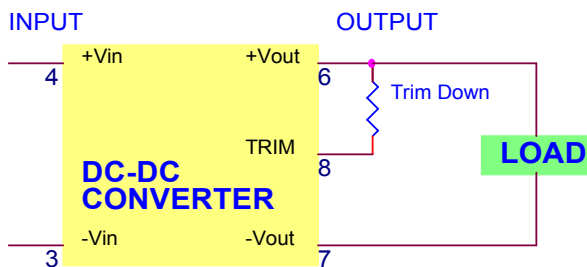 INPUT
OUTPUT
+Vin
+Vout
4
6
Trim Down
TRIM
8
LOAD
DC-DC
CONVERTER
-Vin
-Vout
3
7